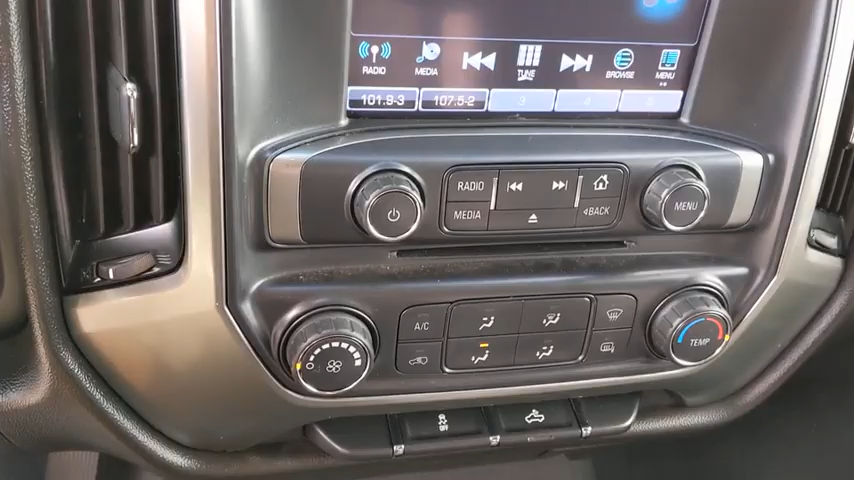 RADIO MEDIA TUNE BROWSE MENU
101.9-3 107.5-2 3 4 5
RADIO
MEDIA BACK
MENU
A/C
TEMP
OFF